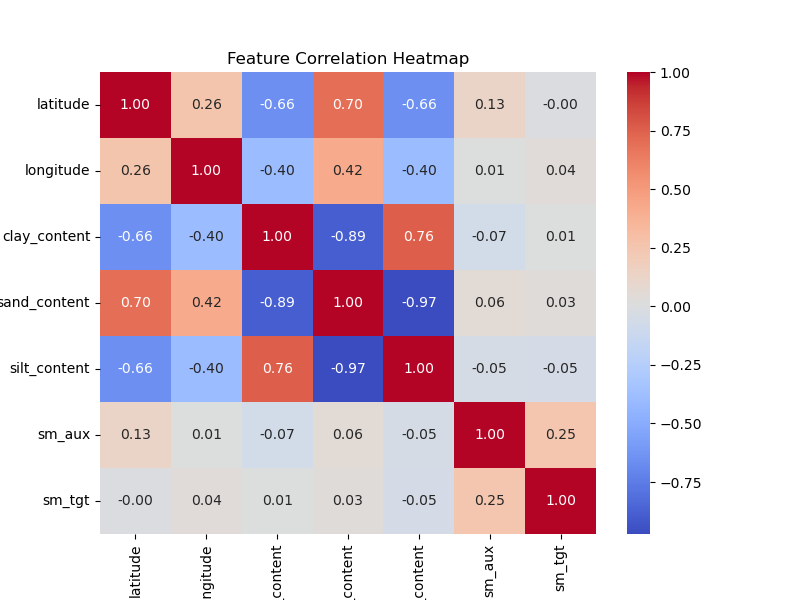 Feature Correlation Heatmap
latitude 1.00 0.26 -0.66 0.70 -0.66 0.13 -0.00
longitude 0.26 1.00 -0.40 0.42 -0.40 0.01 0.04
clay_content -0.66 -0.40 1.00 -0.89 0.76 -0.07 0.01
sand_content 0.70 0.42 -0.89 1.00 -0.97 0.06 0.03
silt_content -0.66 -0.40 0.76 -0.97 1.00 -0.05 -0.05
sm_aux 0.13 0.01 -0.07 0.06 -0.05 1.00 0.25
sm_tgt -0.00 0.04 0.01 0.03 -0.05 0.25 1.00
latitude
ngitude
_content
_content
_content
sm_aux
sm_tgt
1.00
0.75
0.50
0.25
0.00
−0.25
−0.50
−0.75